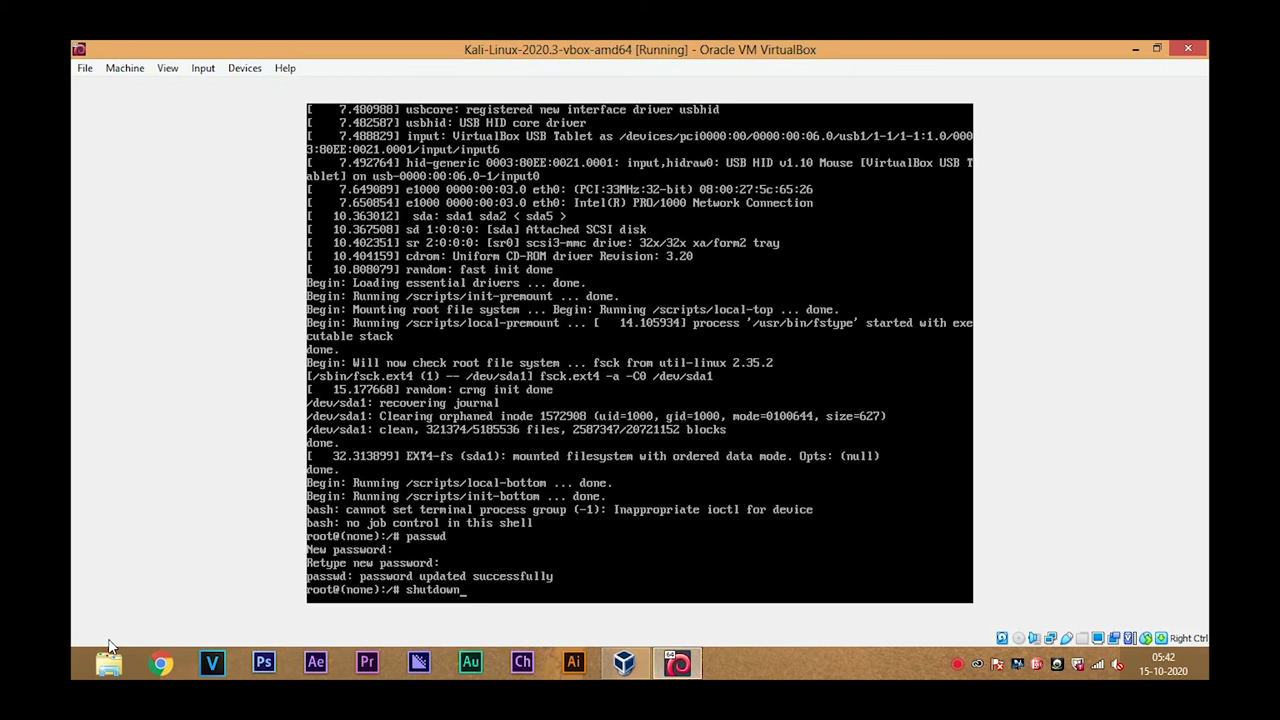 Kali-Linux-2020.3-vbox-amd64 [Running] - Oracle VM VirtualBox
File Machine View Input Devices Help
[ 7.480988] usbcore: registered new interface driver usbhid
[ 7.482587] usbhid: USB HID core driver
[ 7.488829] input: VirtualBox USB Tablet as /devices/pci0000:00/0000:00:06.0/usb1/1-1/1-1:1.0/000
3:80EE:0021.0001/input/input6
[ 7.492764] hid-generic 0003:80EE:0021.0001: input,hidraw0: USB HID v1.10 Mouse [VirtualBox USB T
ablet] on usb-0000:00:06.0-1/input0
[ 7.649089] e1000 0000:00:03.0 eth0: (PCI:33MHz:32-bit) 08:00:27:5c:65:26
[ 7.650854] e1000 0000:00:03.0 eth0: Intel(R) PRO/1000 Network Connection
[ 10.363012] sda: sda1 sda2 < sda5 >
[ 10.367508] sd 1:0:0:0: [sda] Attached SCSI disk
[ 10.402351] sr 2:0:0:0: [sr0] scsi3-mmc drive: 32x/32x xa/form2 tray
[ 10.404159] cdrom: Uniform CD-ROM driver Revision: 3.20
[ 10.808079] random: fast init done
Begin: Loading essential drivers ... done.
Begin: Running /scripts/init-premount ... done.
Begin: Mounting root file system ... Begin: Running /scripts/local-top ... done.
Begin: Running /scripts/local-premount ... [ 14.105934] process '/usr/bin/fstype' started with exe
cutable stack
done.
Begin: Will now check root file system ... fsck from util-linux 2.35.2
[/sbin/fsck.ext4 (1) -- /dev/sda1] fsck.ext4 -a -C0 /dev/sda1
[ 15.177668] random: crng init done
/dev/sda1: recovering journal
/dev/sda1: Clearing orphaned inode 1572908 (uid=1000, gid=1000, mode=0100644, size=627)
/dev/sda1: clean, 321374/5185536 files, 2587347/20721152 blocks
done.
[ 32.313899] EXT4-fs (sda1): mounted filesystem with ordered data mode. Opts: (null)
done.
Begin: Running /scripts/local-bottom ... done.
Begin: Running /scripts/init-bottom ... done.
bash: cannot set terminal process group (-1): Inappropriate ioctl for device
bash: no job control in this shell
root@(none):/# passwd
New password:
Retype new password:
passwd: password updated successfully
root@(none):/# shutdown_
Right Ctrl
V Ps Ae Pr Au Ch Ai 64
05:42
15-10-2020